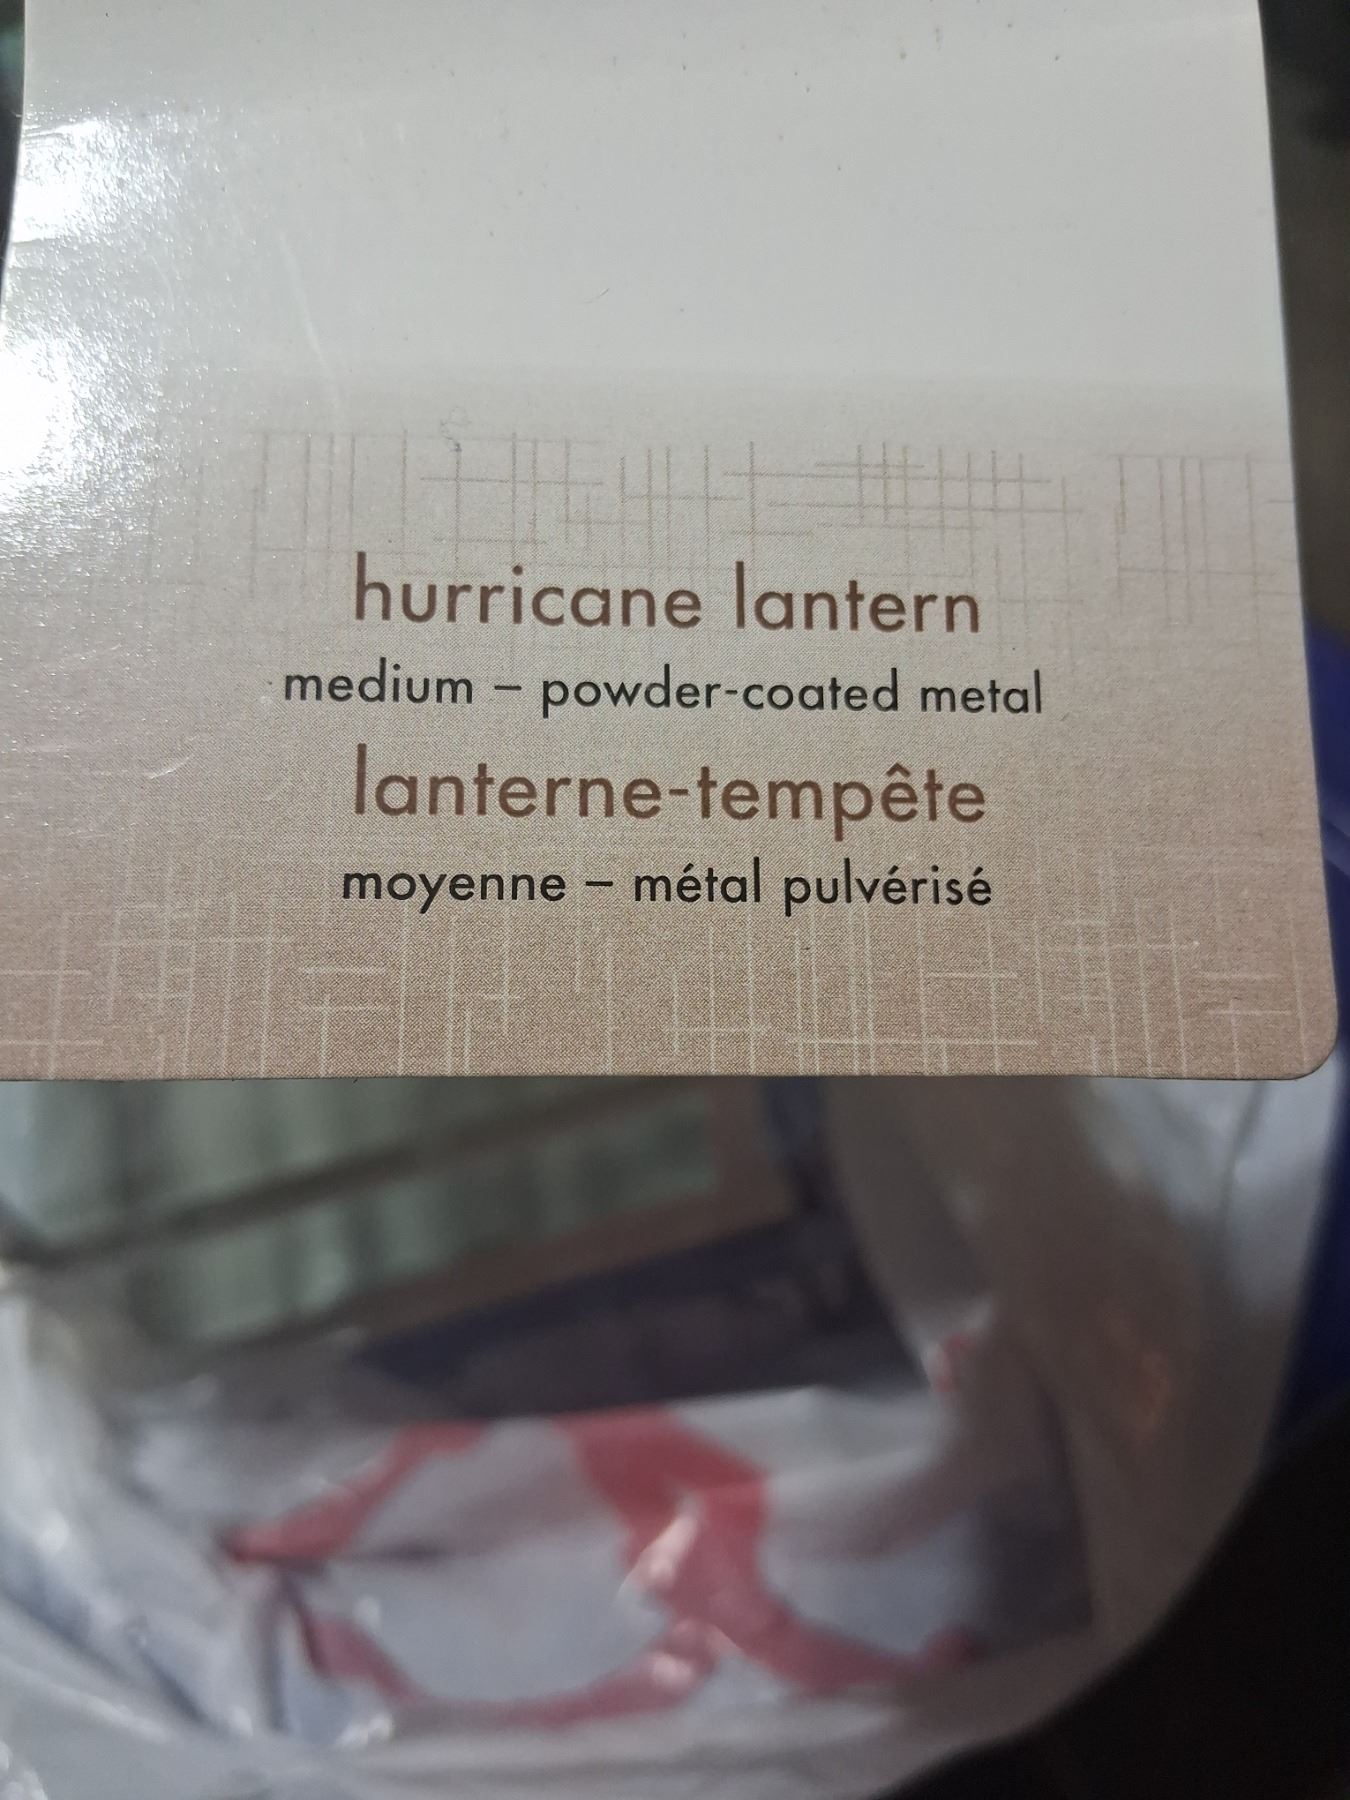 hurricane lantern
medium – powder-coated metal
lanterne-tempête
moyenne – métal pulvérisé